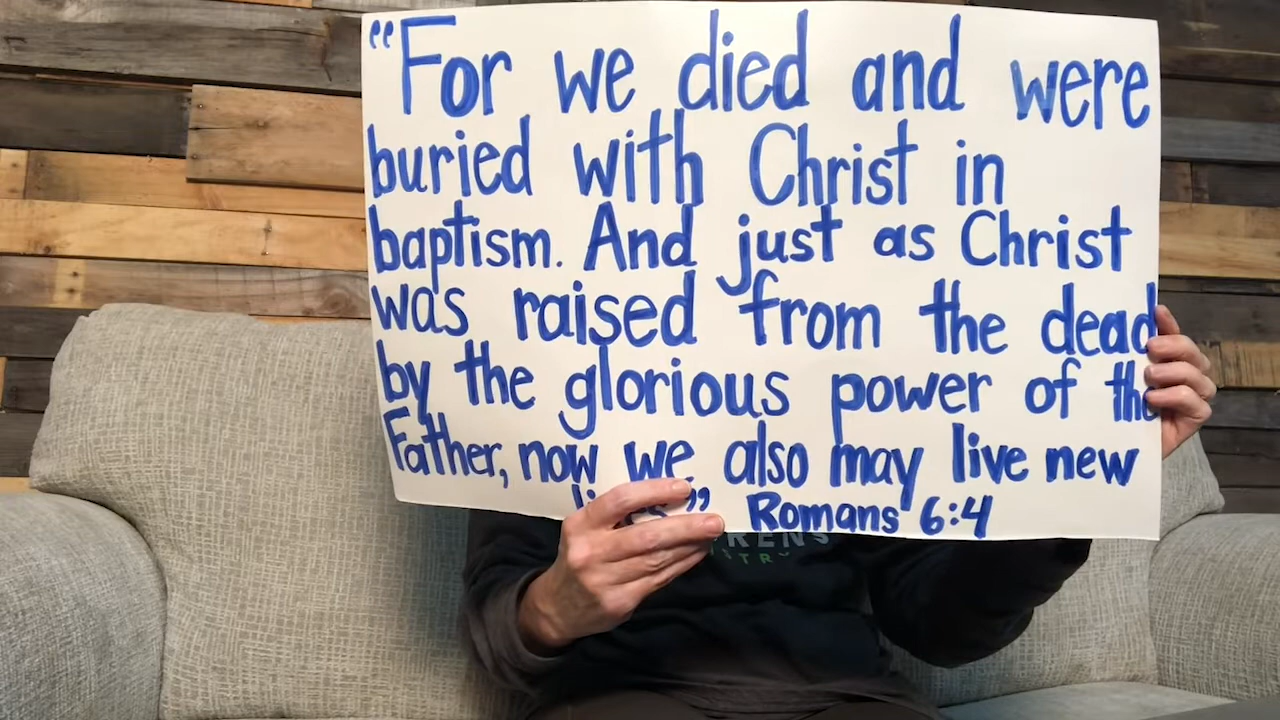 “For we died and were
buried with Christ in
baptism. And just as Christ
was raised from the dead
by the glorious power of the
Father, now we also may live new
” Romans 6:4